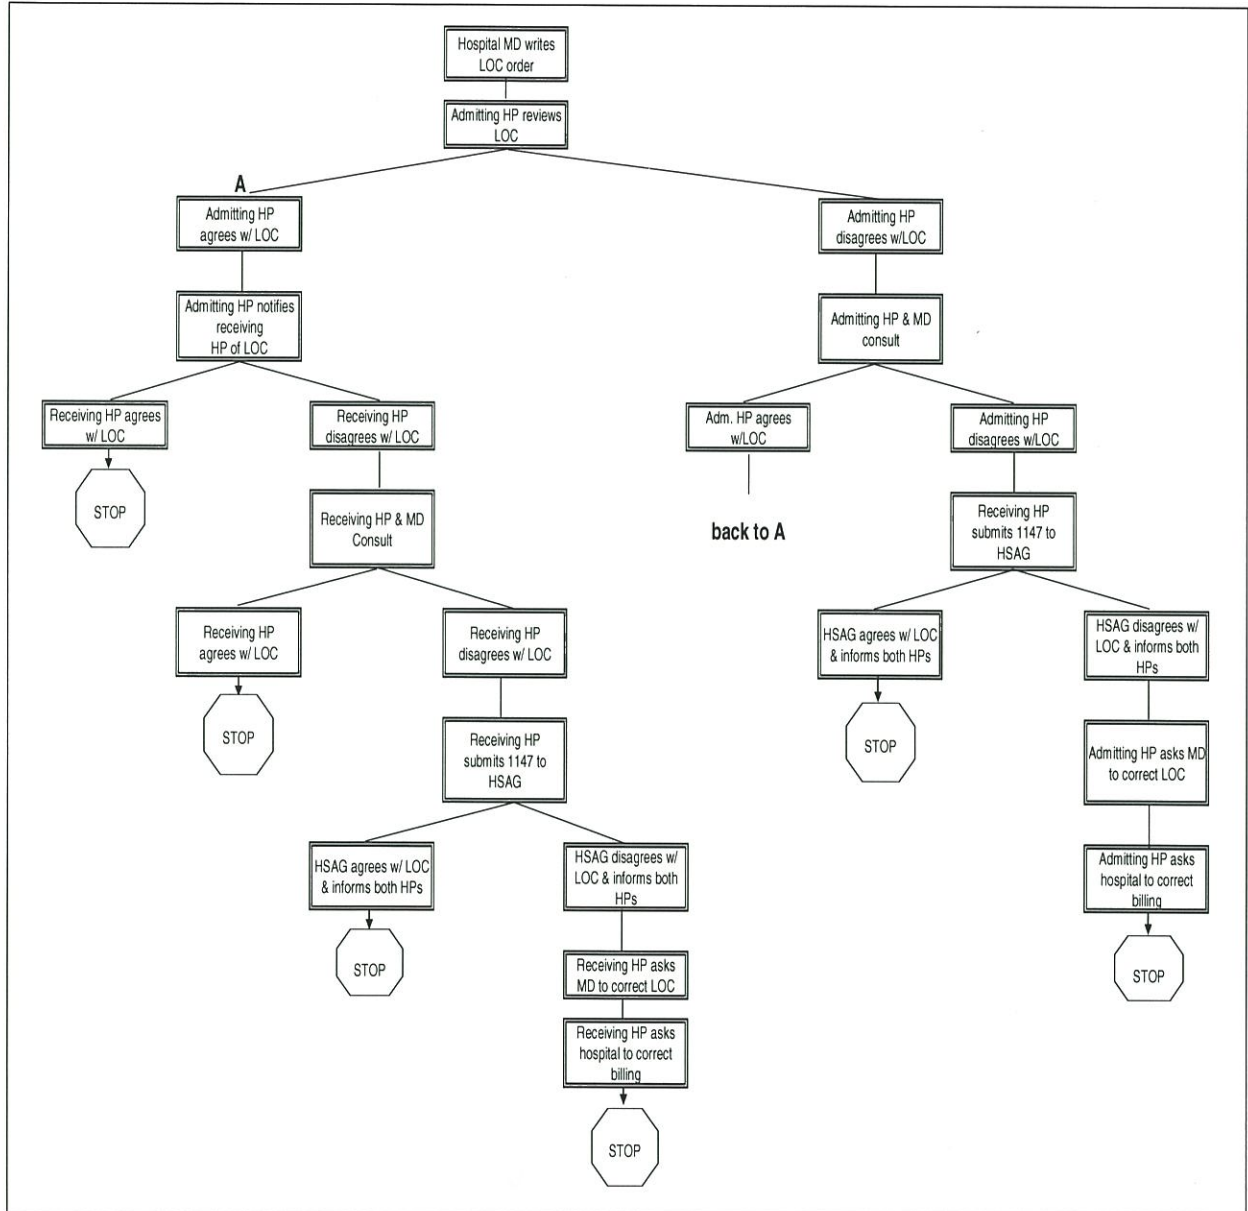 Hospital MD writes
LOC order
Admitting HP reviews
LOC
A
Admitting HP
agrees w/ LOC
Admitting HP
disagrees w/LOC
Admitting HP notifies
receiving
HP of LOC
Admitting HP & MD
consult
Receiving HP agrees
w/ LOC
Receiving HP
disagrees w/ LOC
Adm. HP agrees
w/LOC
Admitting HP
disagrees w/LOC
STOP
Receiving HP & MD
Consult
back to A
Receiving HP
submits 1147 to
HSAG
Receiving HP
agrees w/ LOC
Receiving HP
disagrees w/ LOC
HSAG agrees w/ LOC
& informs both HPs
HSAG disagrees w/
LOC & informs both
HPs
STOP
Receiving HP
submits 1147 to
HSAG
STOP
Admitting HP asks MD
to correct LOC
HSAG agrees w/ LOC
& informs both HPs
HSAG disagrees w/
LOC & informs both
HPs
Admitting HP asks
hospital to correct
billing
STOP
Receiving HP asks
MD to correct LOC
STOP
Receiving HP asks
hospital to correct
billing
STOP